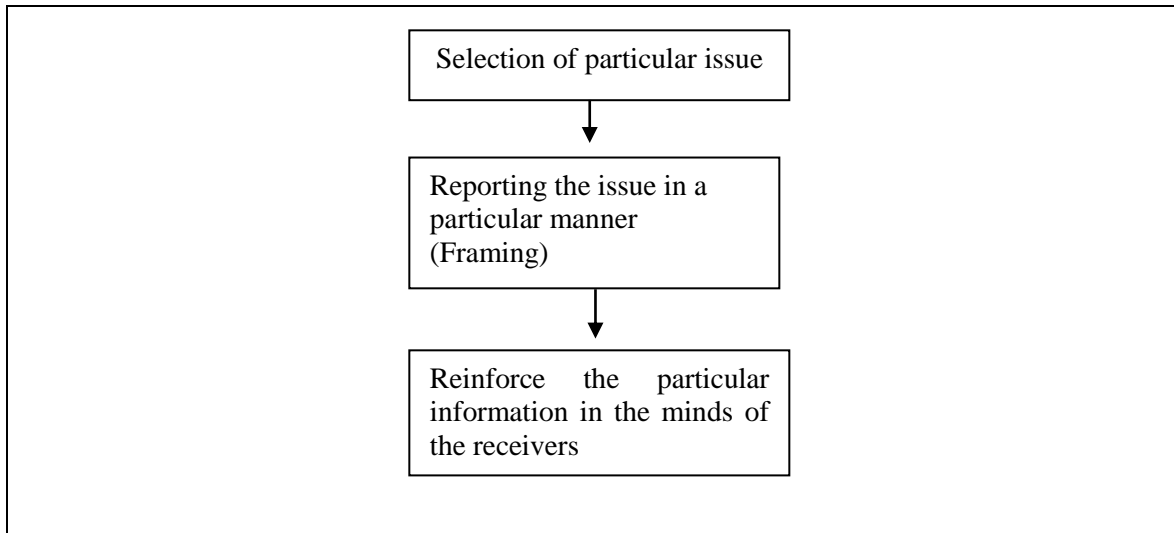 Selection of particular issue
Reporting the issue in a
particular manner
(Framing)
Reinforce the particular
information in the minds of
the receivers